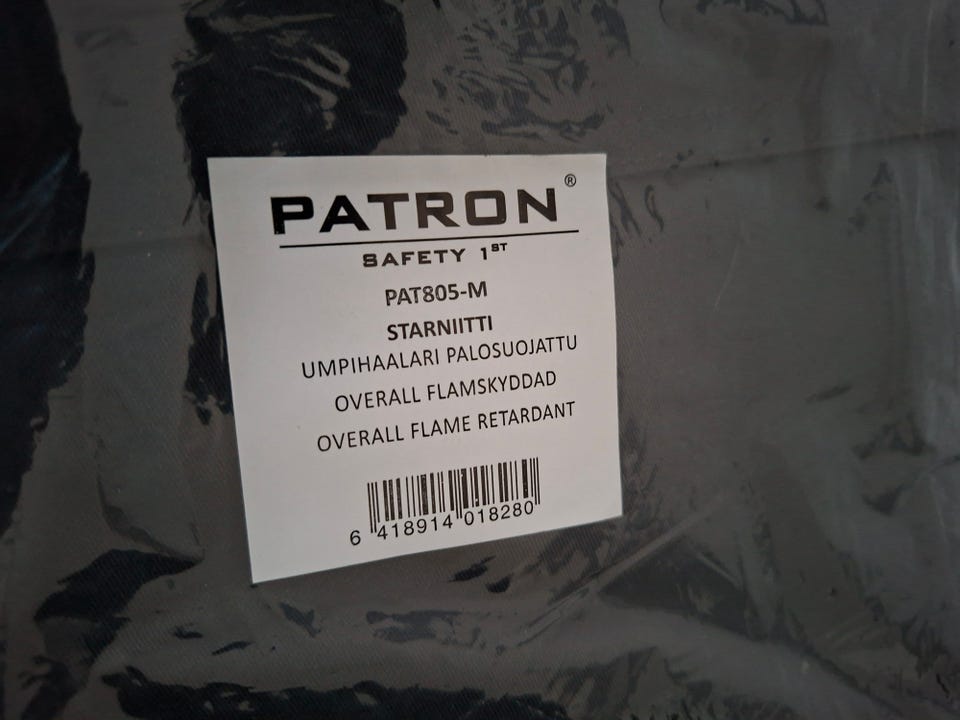 PATRON®
SAFETY 1ST
PAT805-M
STARNIITTI
UMPIHAALARI PALOSUOJATTU
OVERALL FLAMSKYDDAD
OVERALL FLAME RETARDANT
6 418914 018280